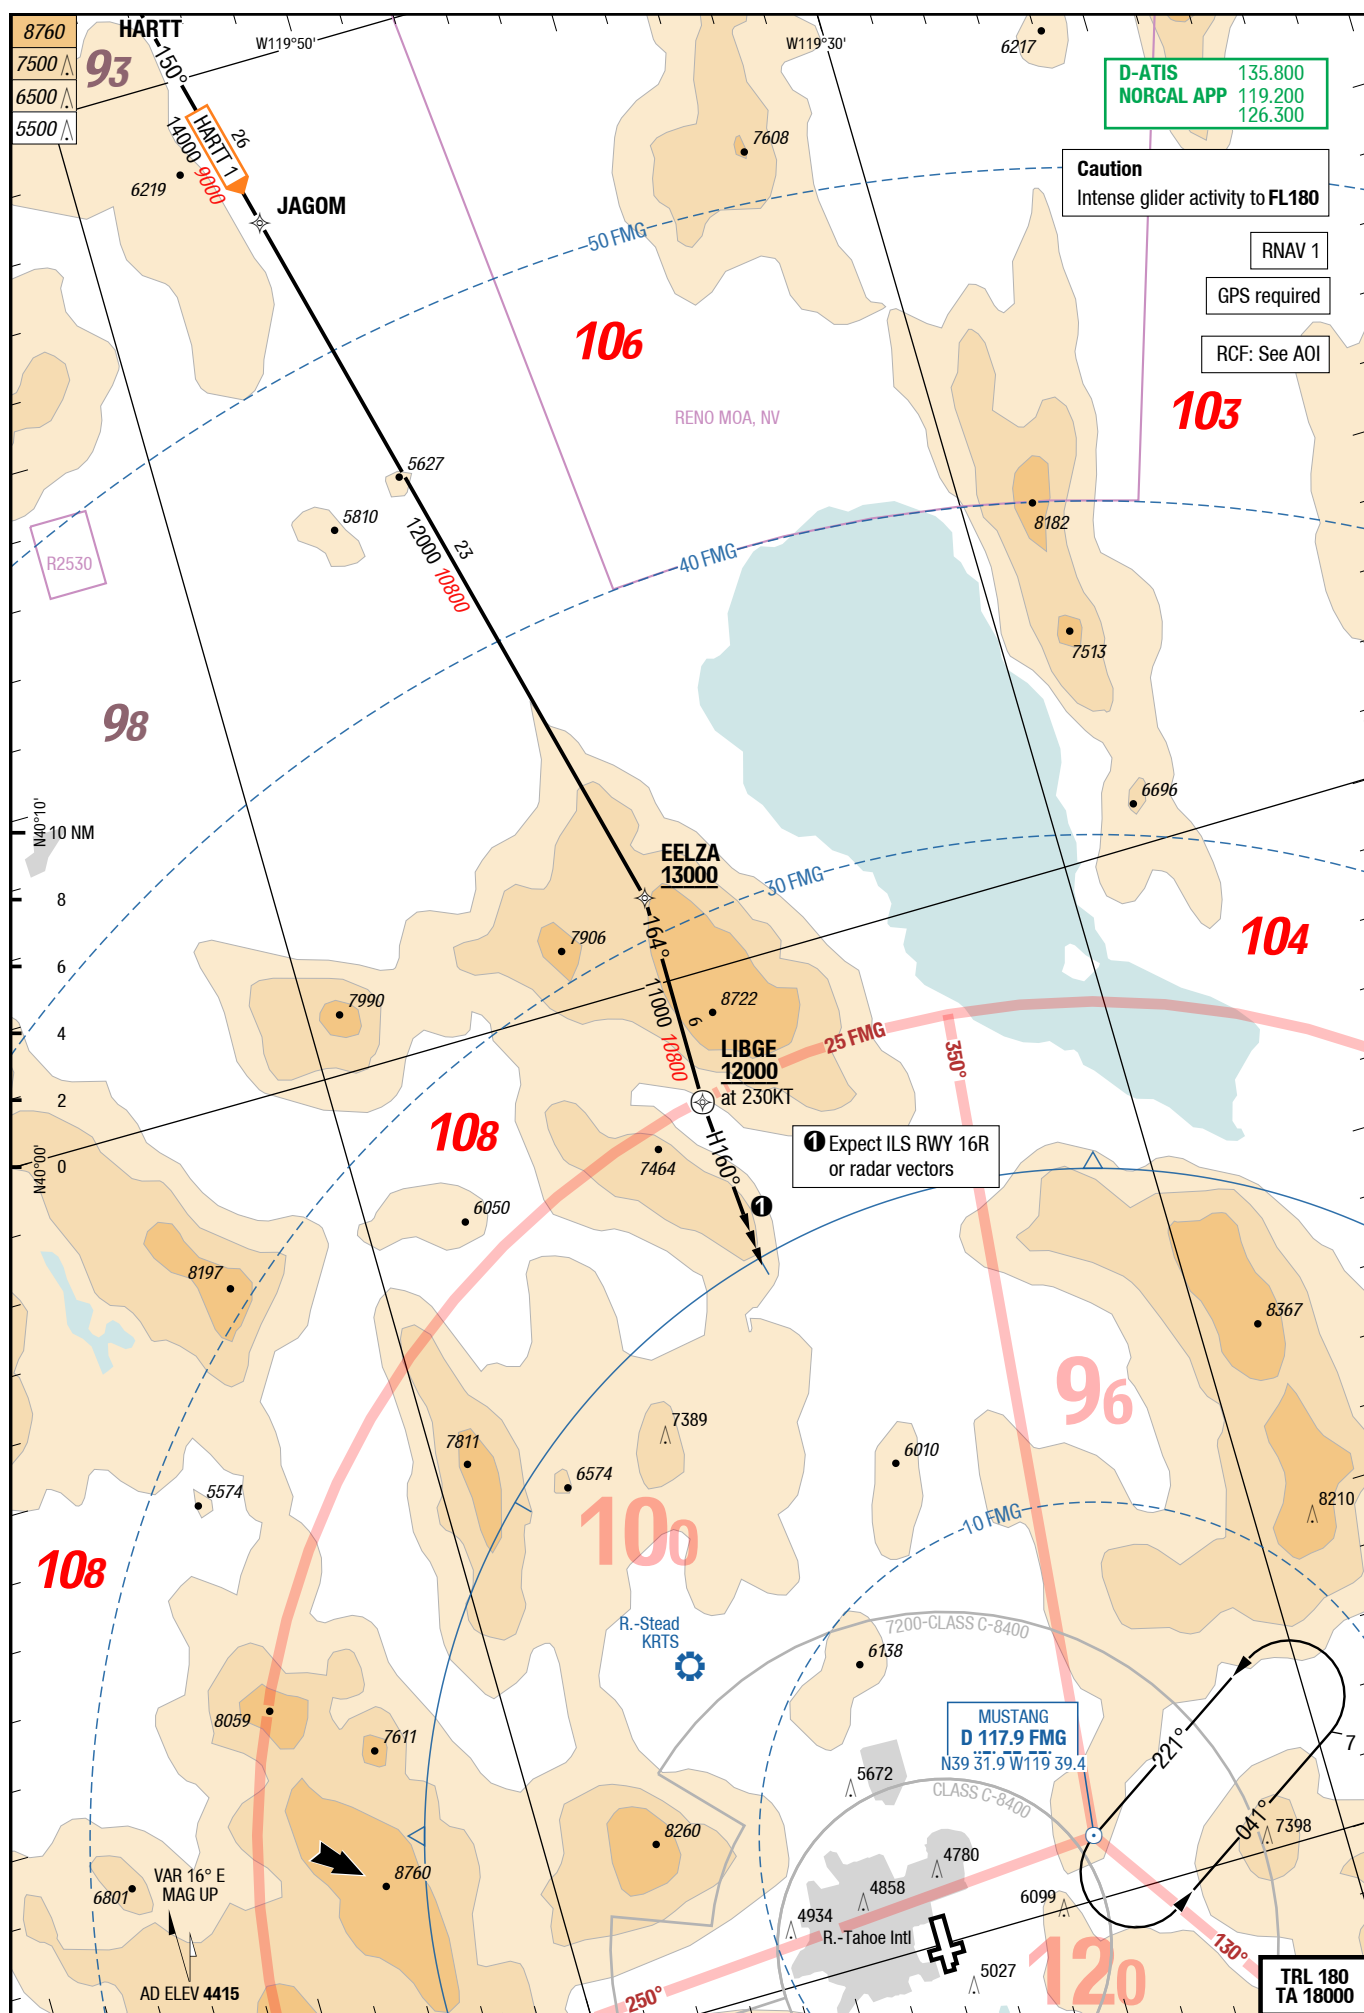 8760
7500
6500
5500
93
HARTT
150°
W119°50'
W119°30'
6217
D-ATIS 135.800
NORCAL APP 119.200
126.300
Caution
Intense glider activity to FL180
RNAV 1
GPS required
RCF: See AOI
HARTT 1
26
14000 9000
6219
JAGOM
7608
50 FMG
106
103
RENO MOA, NV
5627
5810
12000 10800
23
R2530
40 FMG
8182
7513
98
6696
N40°10'
10 NM
8
6
4
2
0
N40°00'
EELZA
13000
30 FMG
164°
7906
104
7990
8722
11000 10800
6
LIBGE
12000
at 230KT
25 FMG
350°
108
H160°
1 Expect ILS RWY 16R
or radar vectors
7464
1
6050
8197
8367
96
7389
7811
6574
6010
5574
8210
100
10 FMG
108
R.-Stead
KRTS
7200-CLASS C-8400
6138
8059
7611
MUSTANG
D 117.9 FMG
N39 31.9 W119 39.4
221°
7
5672
CLASS C-8400
041°
7398
8260
4780
8760
VAR 16° E
MAG UP
6801
4858
6099
4934
R.-Tahoe Intl
130°
5027
120
AD ELEV 4415
250°
TRL 180
TA 18000